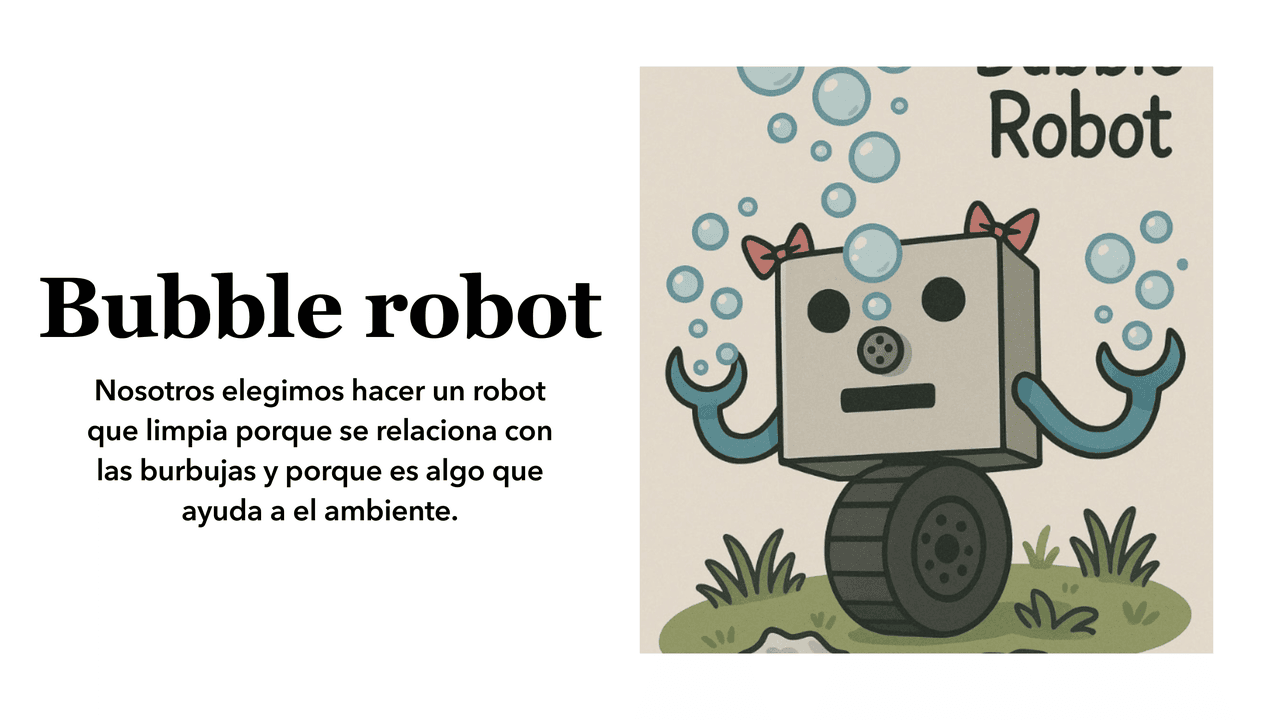 Bubble robot
Nosotros elegimos hacer un robot
que limpia porque se relaciona con
las burbujas y porque es algo que
ayuda a el ambiente.
Bubble
Robot